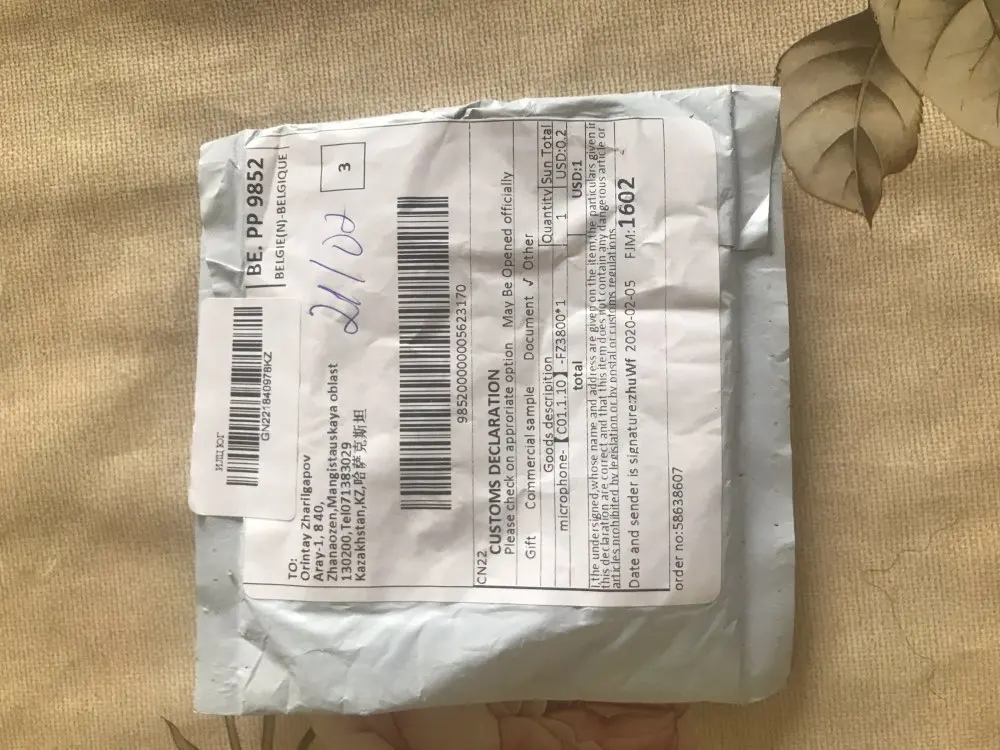 ИЛЦ ЮГ
GN221840978KZ
BE. PP 9852
BELGIE(N)-BELGIQUE
3
TO:
Orintay Zharilgapov
Aray-1, 8 40,
Zhanaozen,Mangistauskaya oblast
130200,Tel071383029
Kazakhstan,KZ,哈萨克斯坦
21/02
98520000000005623170
CN22
CUSTOMS DECLARATION
Please check on approriate option May Be Opened officially
Gift Commercial sample Document √ Other
Goods descripition Quantity Sun Total
microphone-【C01.1.10】-FZ3800*1 1 USD:0.2
total USD:1
I,the undersigned,whose name and address are given on the item,the particulars given in
this declaration are correct and that this item does not contain any dangerous article or
articles prohibited by legislation or by postal or customs regulations
Date and sender is signature:zhuWf 2020-02-05 FJM:1602
order no:58638607